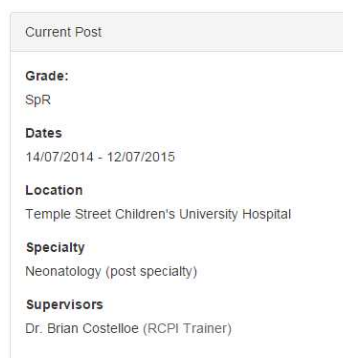 Current Post
Grade:
SpR
Dates
14/07/2014 - 12/07/2015
Location
Temple Street Children's University Hospital
Specialty
Neonatology (post specialty)
Supervisors
Dr. Brian Costelloe (RCPI Trainer)